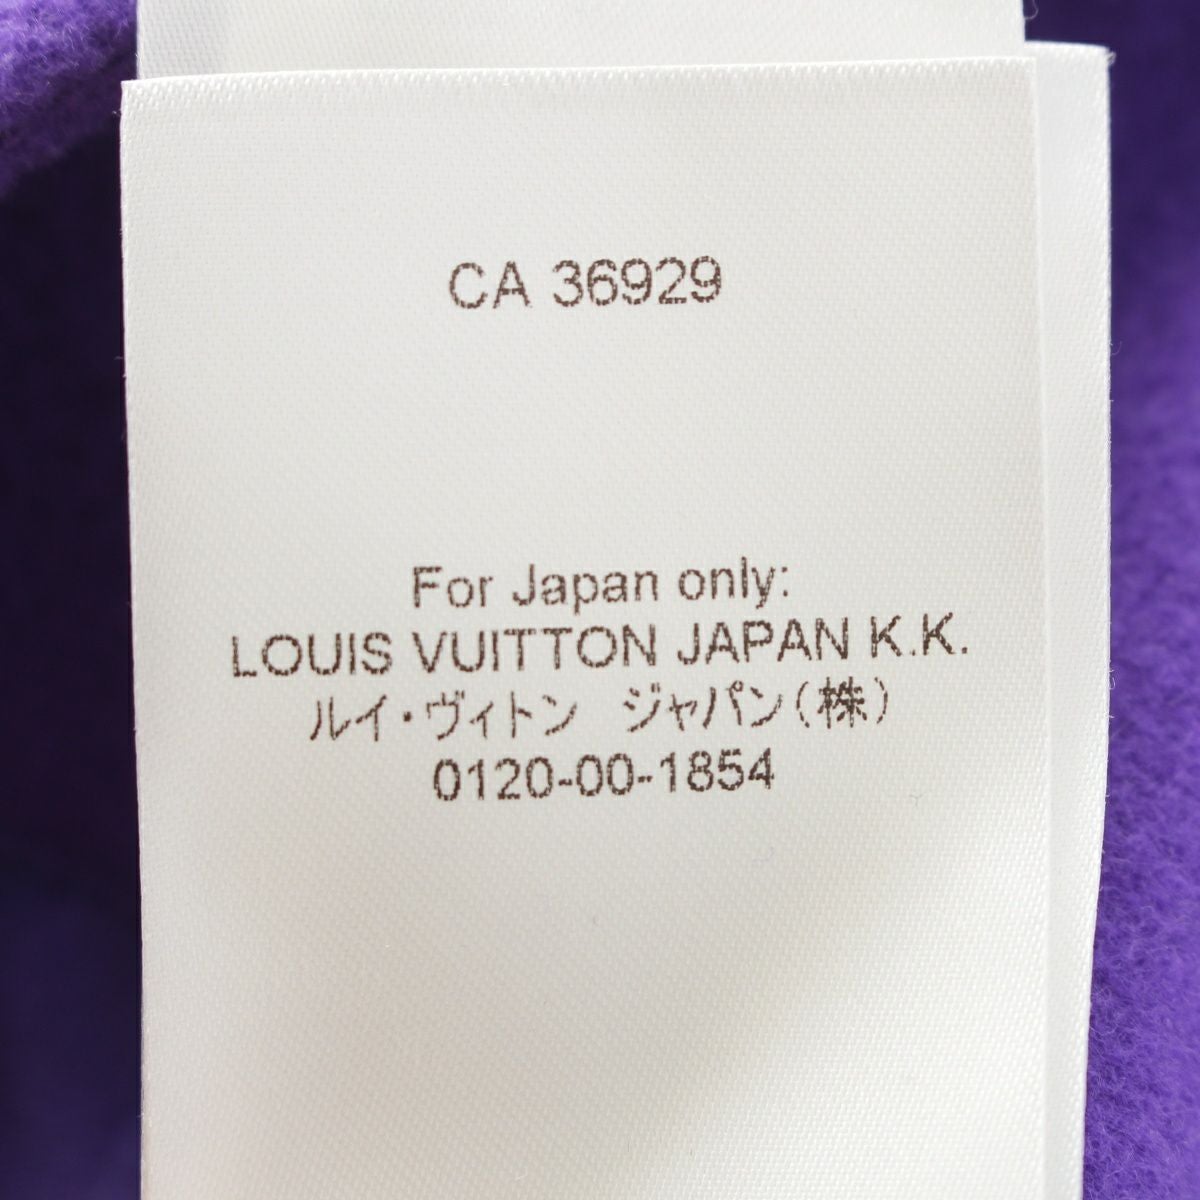 CA 36929
For Japan only:
LOUIS VUITTON JAPAN K.K.
ルイ・ヴィトン　ジャパン(株)
0120-00-1854